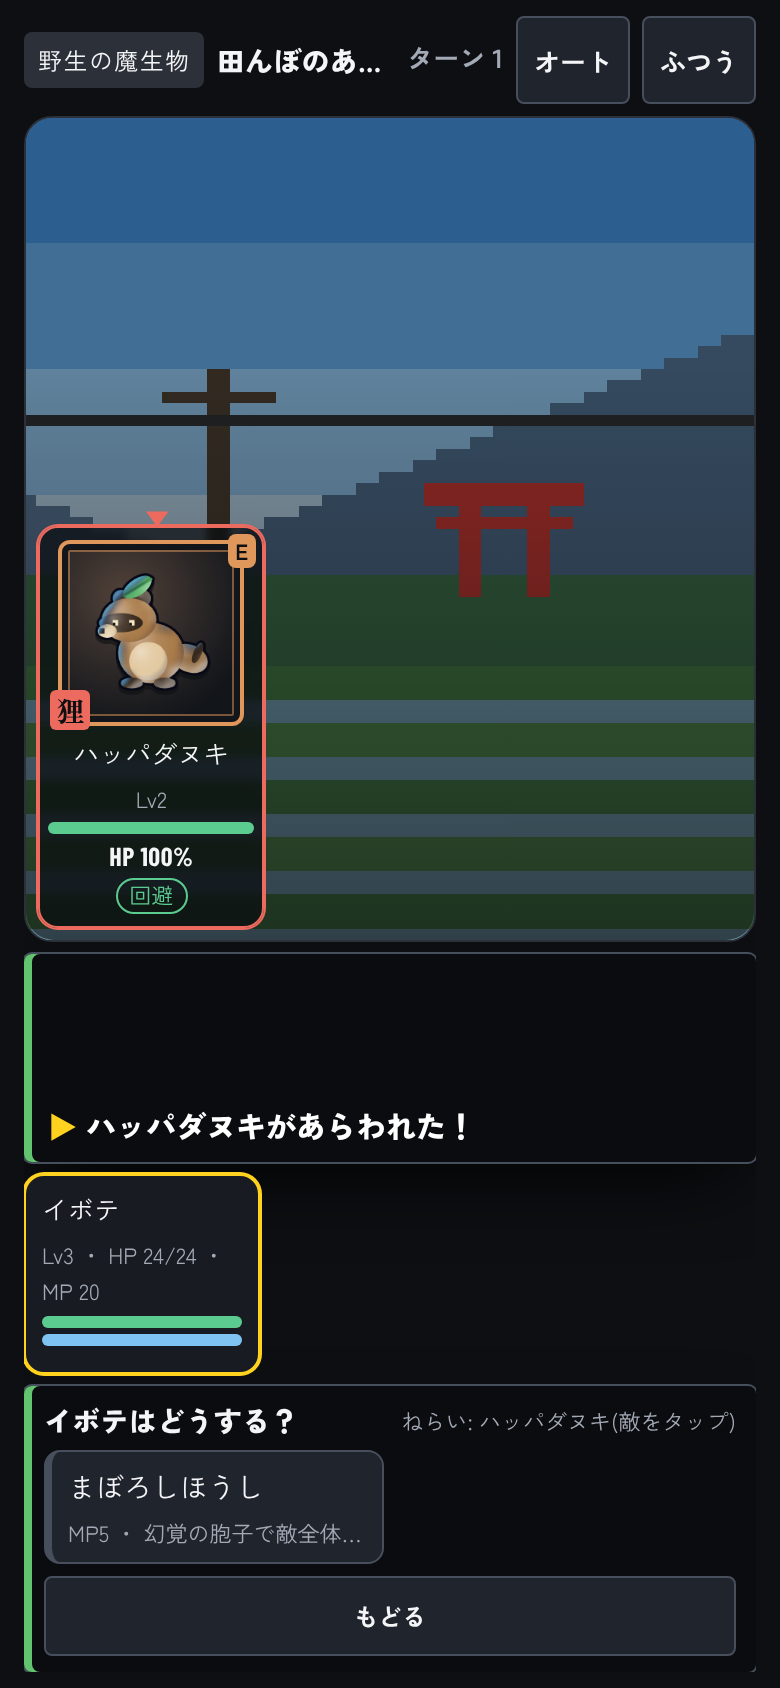 野生の魔生物 田んぼのあ… ターン 1 オート ふつう
E
狸
ハッパダヌキ
Lv2
HP 100%
回避
▶ ハッパダヌキがあらわれた！
イボテ
Lv3 ・ HP 24/24 ・
MP 20
イボテはどうする？ ねらい: ハッパダヌキ(敵をタップ)
まぼろしほうし
MP5 ・ 幻覚の胞子で敵全体…
もどる